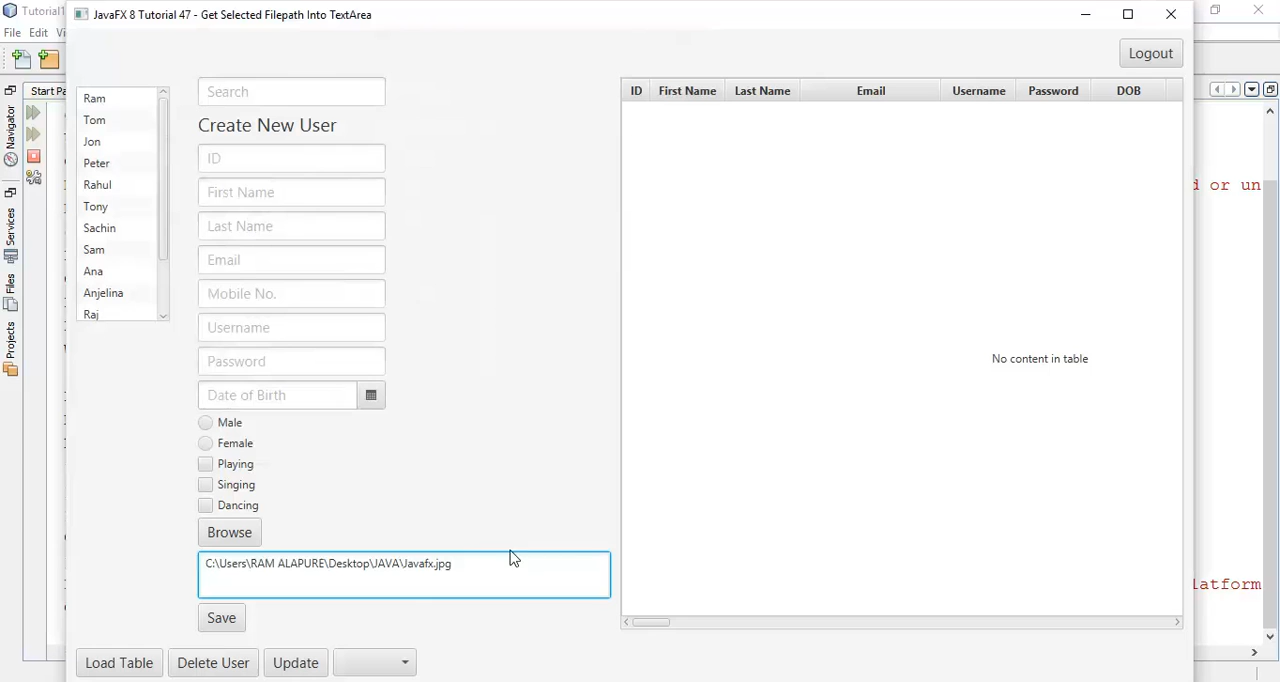 Tutorial
JavaFX 8 Tutorial 47 - Get Selected Filepath Into TextArea
File Edit Vi
Logout
Start Pa
Navigator
Services
Files
Projects
Ram
Tom
Jon
Peter
Rahul
Tony
Sachin
Sam
Ana
Anjelina
Raj
Search
Create New User
ID
First Name
Last Name
Email
Mobile No.
Username
Password
Date of Birth
Male
Female
Playing
Singing
Dancing
Browse
C:\Users\RAM ALAPURE\Desktop\JAVA\Javafx.jpg
Save
Load Table Delete User Update
ID First Name Last Name Email Username Password DOB
No content in table
d or un
latform